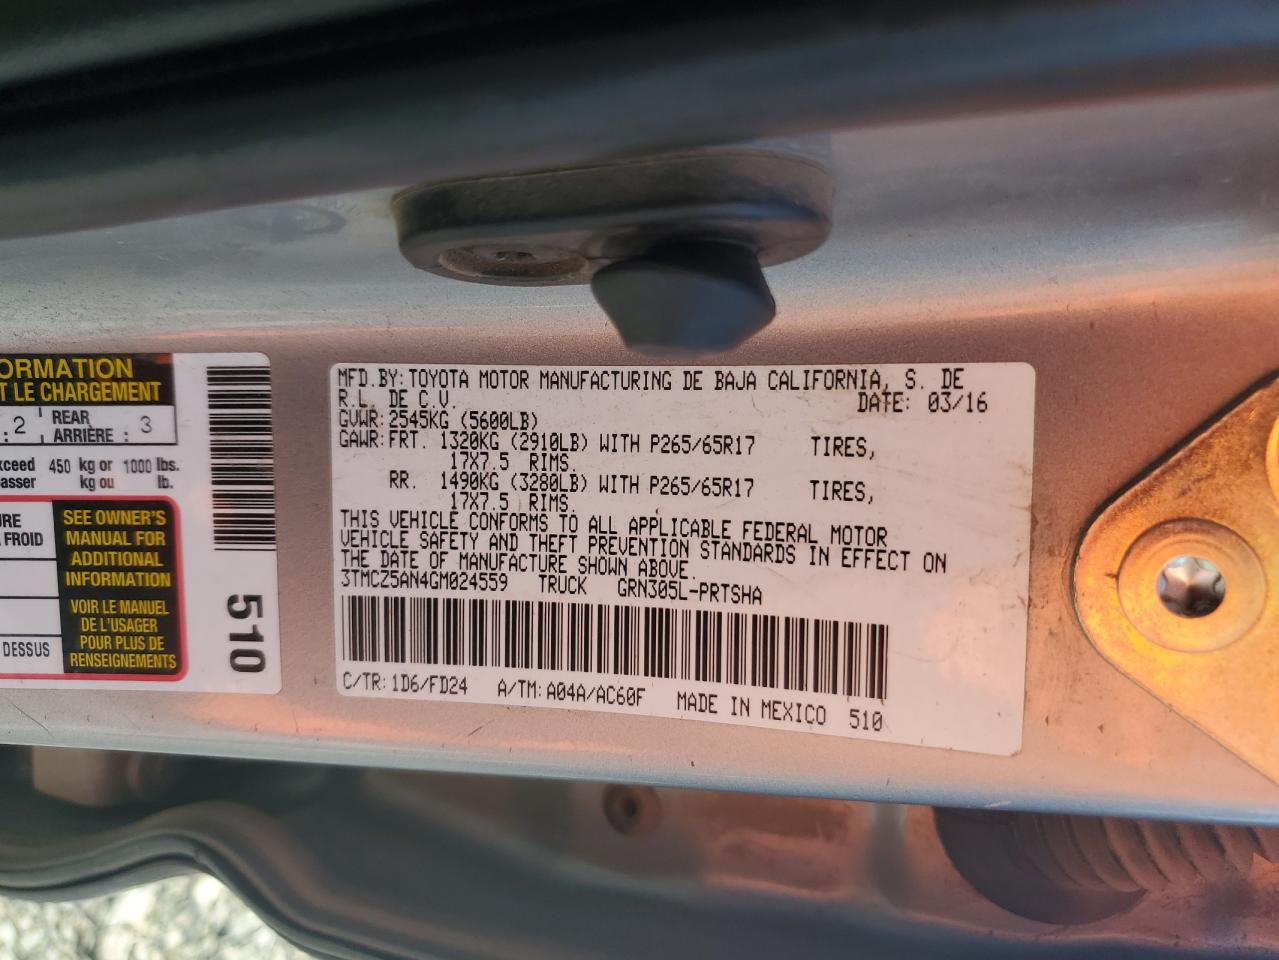 ORMATION
T LE CHARGEMENT
: 2 REAR ARRIÈRE : 3
xceed 450 kg or 1000 lbs.
passer kg ou lb.
URE
FROID
SEE OWNER'S
MANUAL FOR
ADDITIONAL
INFORMATION
VOIR LE MANUEL
DE L'USAGER
POUR PLUS DE
RENSEIGNEMENTS
DESSUS
510
MFD.BY:TOYOTA MOTOR MANUFACTURING DE BAJA CALIFORNIA, S. DE
R.L. DE C.V. DATE: 03/16
GVWR:2545KG (5600LB)
GAWR:FRT. 1320KG (2910LB) WITH P265/65R17 TIRES,
17X7.5 RIMS.
RR. 1490KG (3280LB) WITH P265/65R17 TIRES,
17X7.5 RIMS.
THIS VEHICLE CONFORMS TO ALL APPLICABLE FEDERAL MOTOR
VEHICLE SAFETY AND THEFT PREVENTION STANDARDS IN EFFECT ON
THE DATE OF MANUFACTURE SHOWN ABOVE.
3TMCZ5AN4GM024559 TRUCK GRN305L-PRTSHA
C/TR:1D6/FD24 A/TM:A04A/AC60F MADE IN MEXICO 510